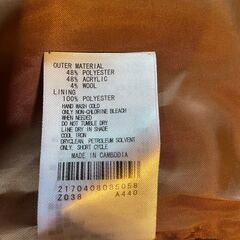 OUTER MATERIAL
48% POLYESTER
48% ACRYLIC
4% WOOL
LINING
100% POLYESTER
HAND WASH COLD
ONLY NON-CHLORINE BLEACH
WHEN NEEDED
DO NOT TUMBLE DRY
LINE DRY IN SHADE
COOL IRON
DRYCLEAN, PETROLEUM SOLVENT
ONLY, SHORT CYCLE
MADE IN CAMBODIA
2170408085058
Z038 A440